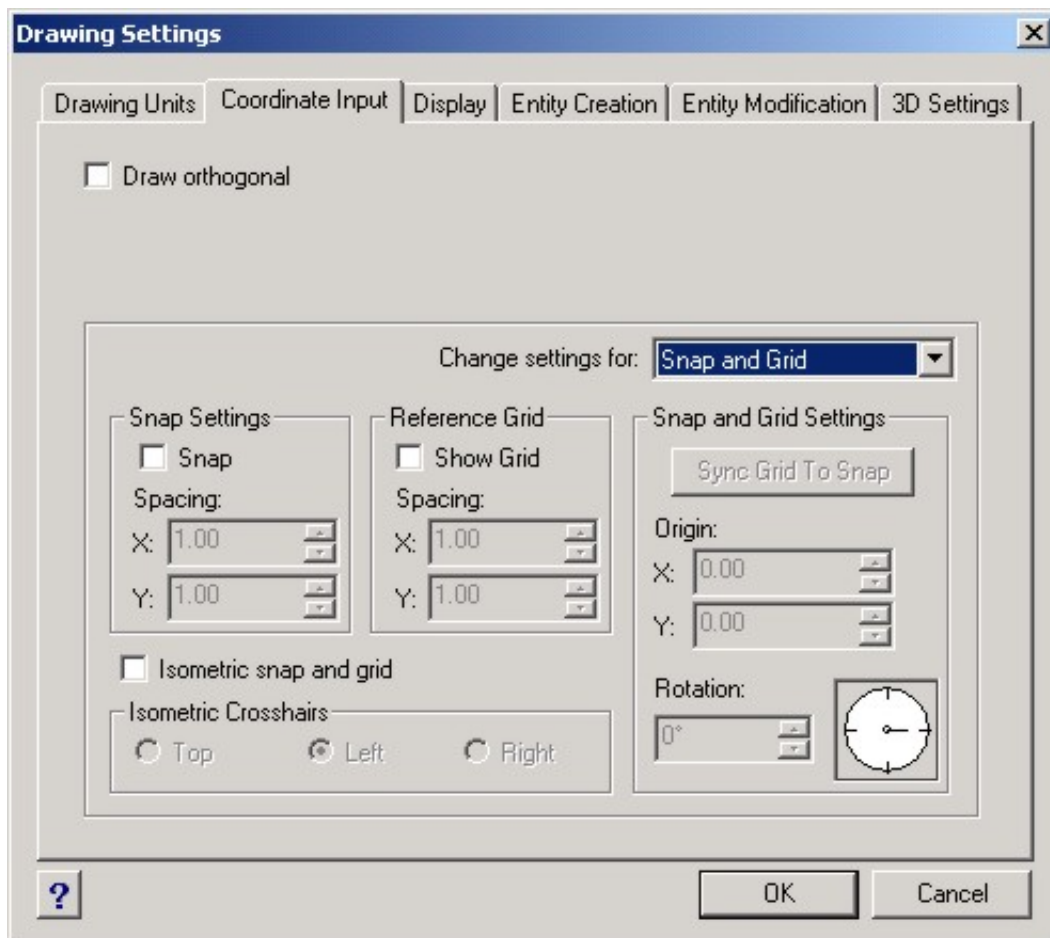 Drawing Settings
Drawing Units Coordinate Input Display Entity Creation Entity Modification 3D Settings
Draw orthogonal
Change settings for: Snap and Grid
Snap Settings
Snap
Spacing:
X: 1.00
Y: 1.00
Reference Grid
Show Grid
Spacing:
X: 1.00
Y: 1.00
Isometric snap and grid
Isometric Crosshairs
Top Left Right
Snap and Grid Settings
Sync Grid To Snap
Origin:
X: 0.00
Y: 0.00
Rotation:
0°
?
OK Cancel